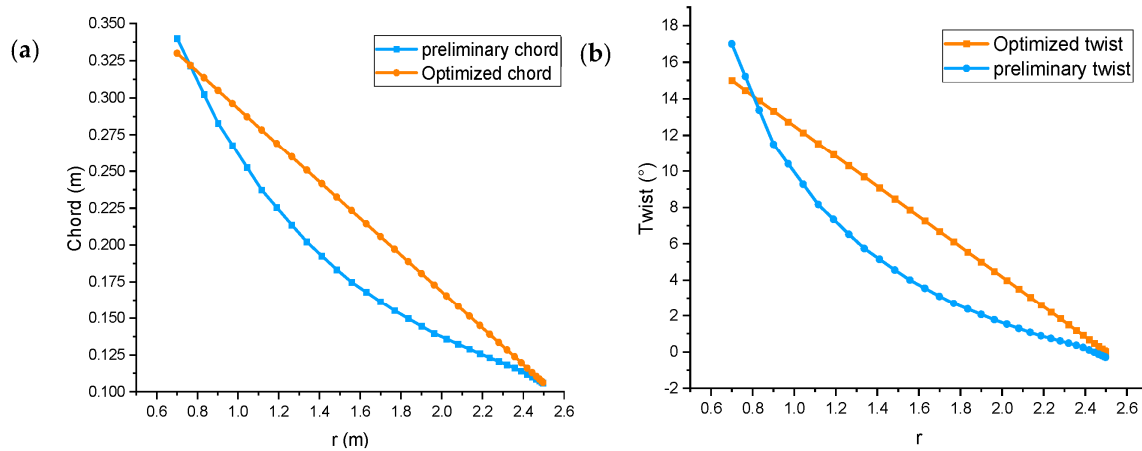 (a)
0.350
0.325
0.300
0.275
0.250
0.225
0.200
0.175
0.150
0.125
0.100
Chord (m)
preliminary chord
Optimized chord
0.6 0.8 1.0 1.2 1.4 1.6 1.8 2.0 2.2 2.4 2.6
r (m)
(b)
18
16
14
12
10
8
6
4
2
0
-2
Twist (°)
Optimized twist
preliminary twist
0.6 0.8 1.0 1.2 1.4 1.6 1.8 2.0 2.2 2.4 2.6
r